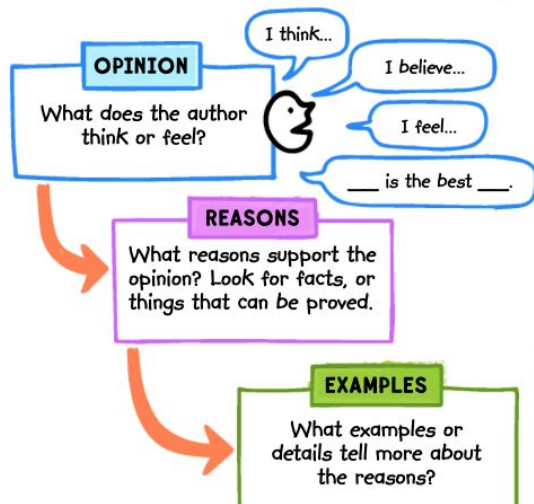 OPINION
What does the author
think or feel?
I think...
I believe...
I feel...
___ is the best ___.
REASONS
What reasons support the
opinion? Look for facts, or
things that can be proved.
EXAMPLES
What examples or
details tell more about
the reasons?